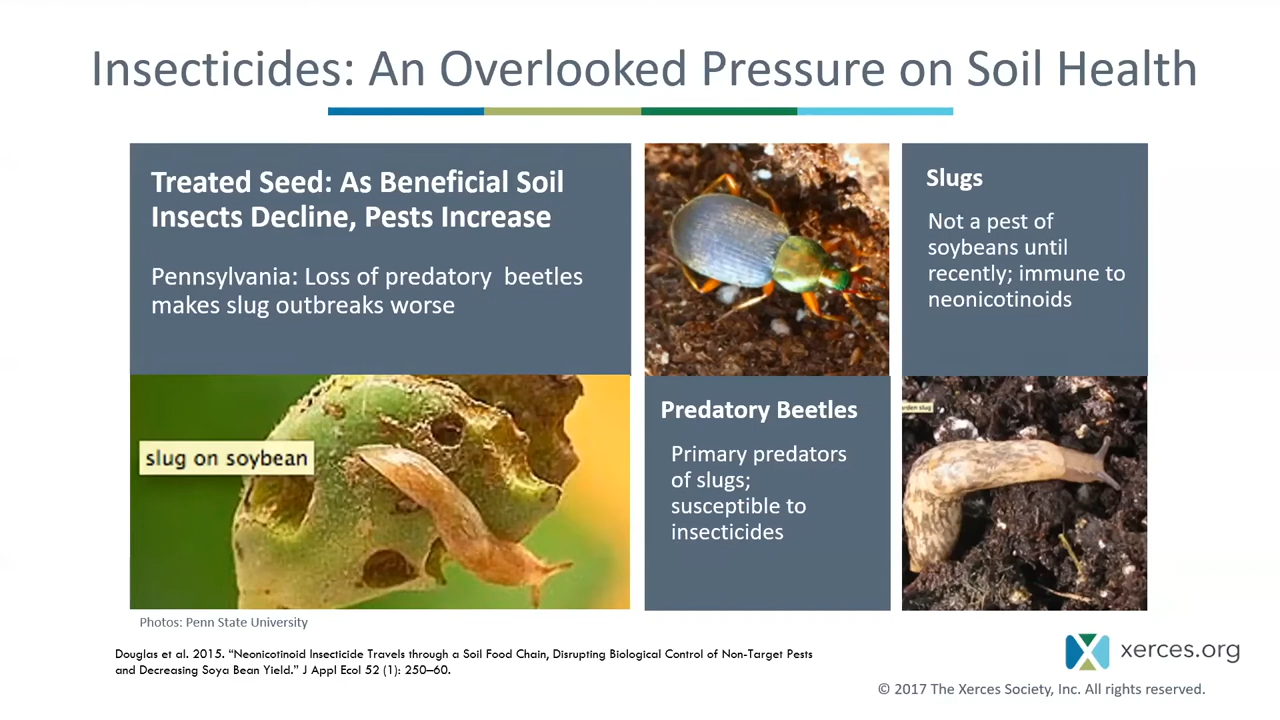 Insecticides: An Overlooked Pressure on Soil Health
Treated Seed: As Beneficial Soil
Insects Decline, Pests Increase
Pennsylvania: Loss of predatory beetles
makes slug outbreaks worse
Slugs
Not a pest of
soybeans until
recently; immune to
neonicotinoids
slug on soybean
Predatory Beetles
Primary predators
of slugs;
susceptible to
insecticides
Photos: Penn State University
Douglas et al. 2015. “Neonicotinoid Insecticide Travels through a Soil Food Chain, Disrupting Biological Control of Non-Target Pests
and Decreasing Soya Bean Yield.” J Appl Ecol 52 (1): 250–60.
xerces.org
© 2017 The Xerces Society, Inc. All rights reserved.